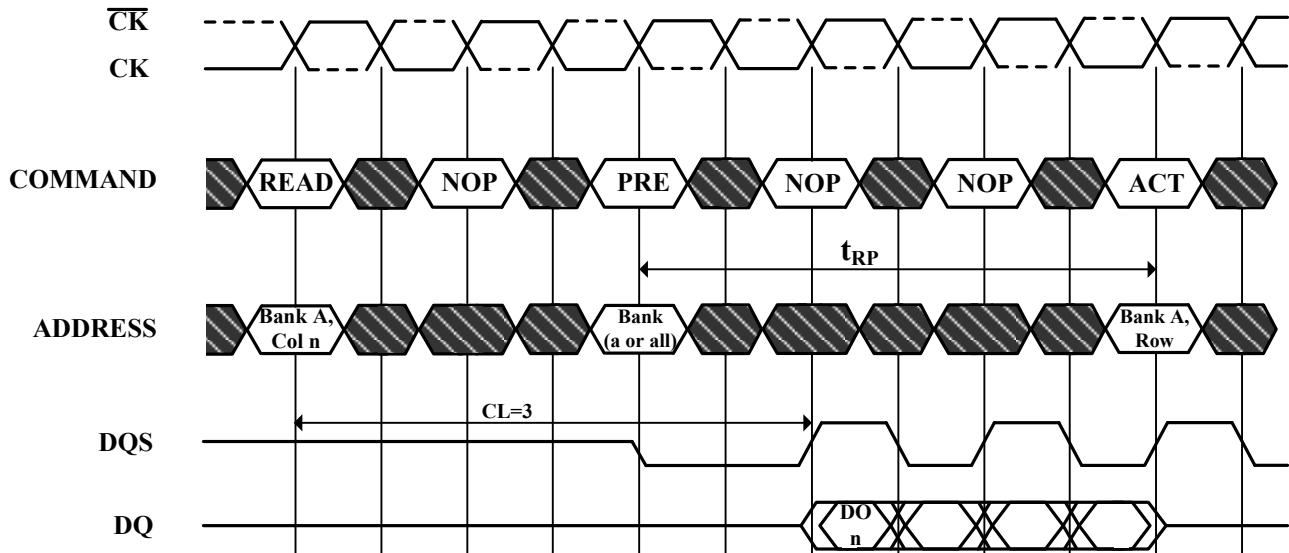 CK
CK
COMMAND READ NOP PRE NOP NOP ACT
tRP
ADDRESS Bank A, Col n Bank (a or all) Bank A, Row
CL=3
DQS
DQ DO n